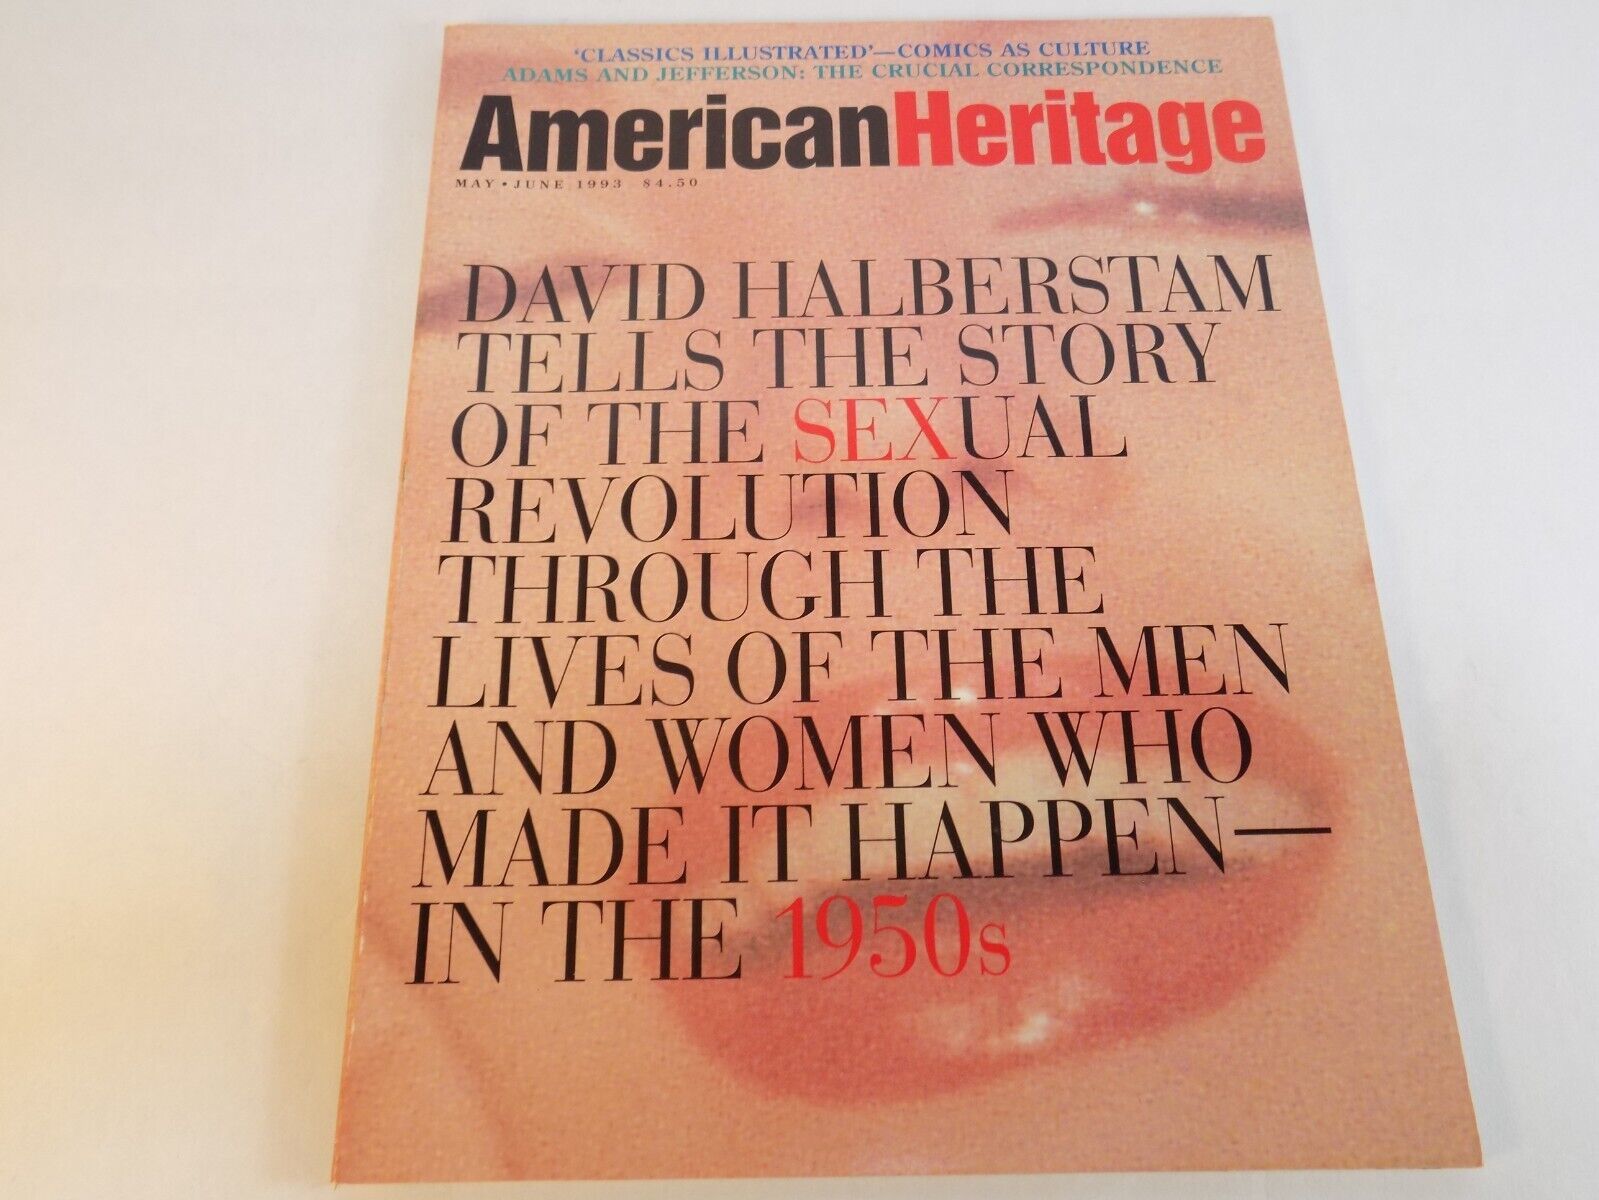 'CLASSICS ILLUSTRATED'—COMICS AS CULTURE
ADAMS AND JEFFERSON: THE CRUCIAL CORRESPONDENCE
AmericanHeritage
MAY • JUNE 1993 $4.50
DAVID HALBERSTAM
TELLS THE STORY
OF THE SEXUAL
REVOLUTION
THROUGH THE
LIVES OF THE MEN
AND WOMEN WHO
MADE IT HAPPEN—
IN THE 1950s